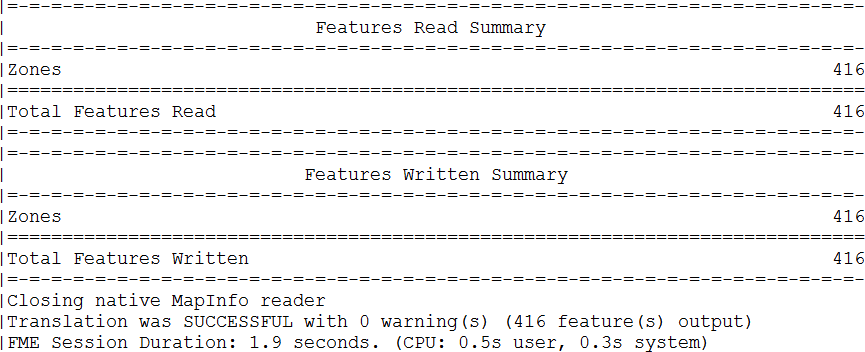 |=-=-=-=-=-=-=-=-=-=-=-=-=-=-=-=-=-=-=-=-=-=-=-=-=-=-=-=-=-=-=-=-=-=-=-=-=-=-=-
|                            Features Read Summary
|=-=-=-=-=-=-=-=-=-=-=-=-=-=-=-=-=-=-=-=-=-=-=-=-=-=-=-=-=-=-=-=-=-=-=-=-=-=-=-
|Zones                                                                      416
|==============================================================================
|Total Features Read                                                        416
|=-=-=-=-=-=-=-=-=-=-=-=-=-=-=-=-=-=-=-=-=-=-=-=-=-=-=-=-=-=-=-=-=-=-=-=-=-=-=-
|=-=-=-=-=-=-=-=-=-=-=-=-=-=-=-=-=-=-=-=-=-=-=-=-=-=-=-=-=-=-=-=-=-=-=-=-=-=-=-
|                           Features Written Summary
|=-=-=-=-=-=-=-=-=-=-=-=-=-=-=-=-=-=-=-=-=-=-=-=-=-=-=-=-=-=-=-=-=-=-=-=-=-=-=-
|Zones                                                                      416
|==============================================================================
|Total Features Written                                                     416
|=-=-=-=-=-=-=-=-=-=-=-=-=-=-=-=-=-=-=-=-=-=-=-=-=-=-=-=-=-=-=-=-=-=-=-=-=-=-=-
|Closing native MapInfo reader
|Translation was SUCCESSFUL with 0 warning(s) (416 feature(s) output)
|FME Session Duration: 1.9 seconds. (CPU: 0.5s user, 0.3s system)